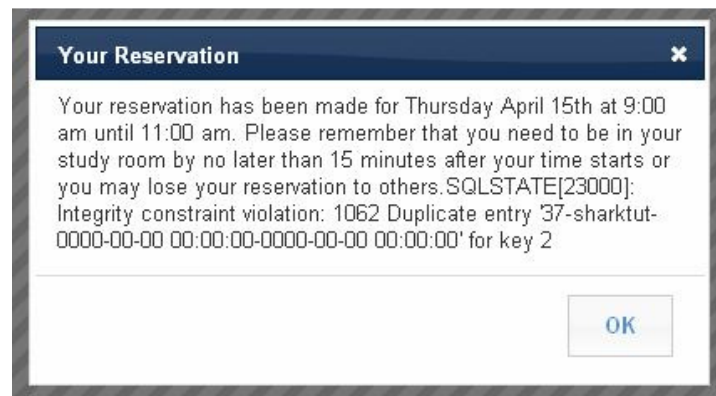 Your Reservation
Your reservation has been made for Thursday April 15th at 9:00
am until 11:00 am. Please remember that you need to be in your
study room by no later than 15 minutes after your time starts or
you may lose your reservation to others.SQLSTATE[23000]:
Integrity constraint violation: 1062 Duplicate entry '37-sharktut-
0000-00-00 00:00:00-0000-00-00 00:00:00' for key 2
OK